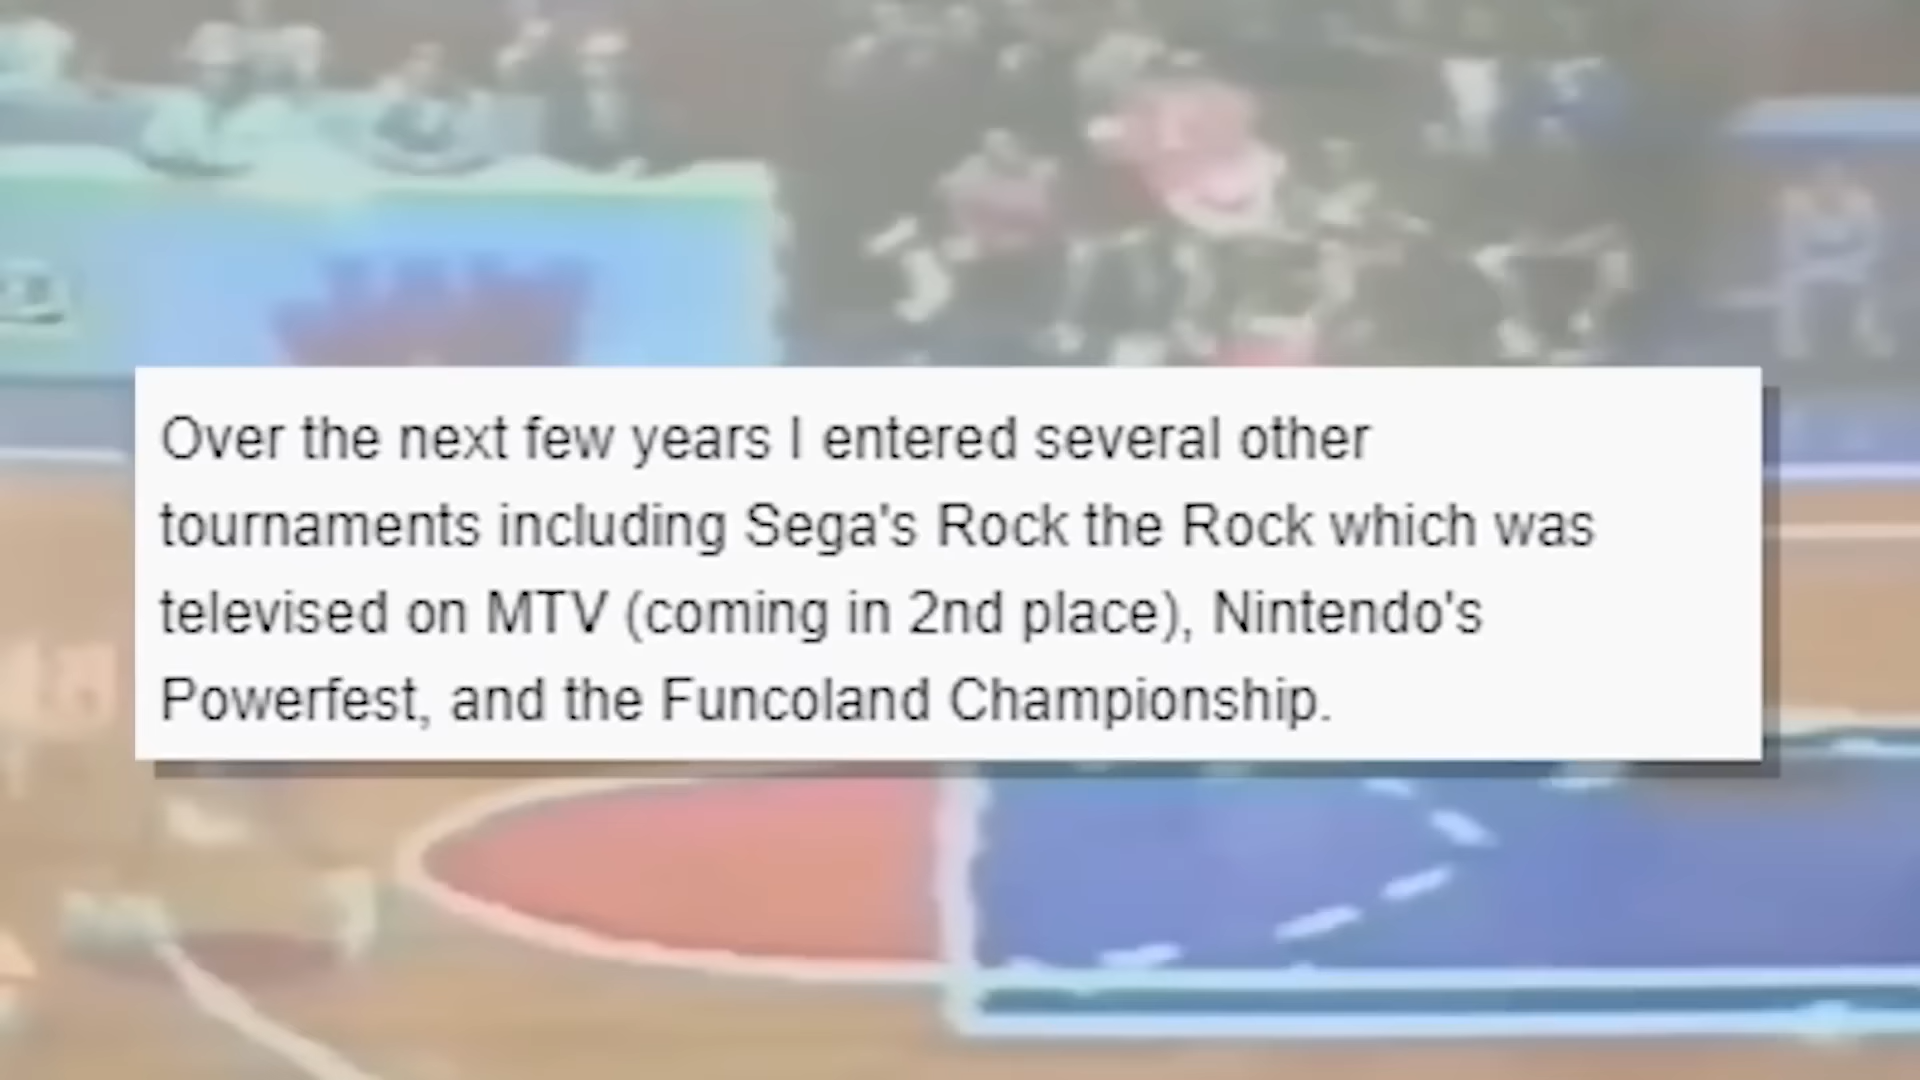 Over the next few years I entered several other
tournaments including Sega's Rock the Rock which was
televised on MTV (coming in 2nd place), Nintendo's
Powerfest, and the Funcoland Championship.